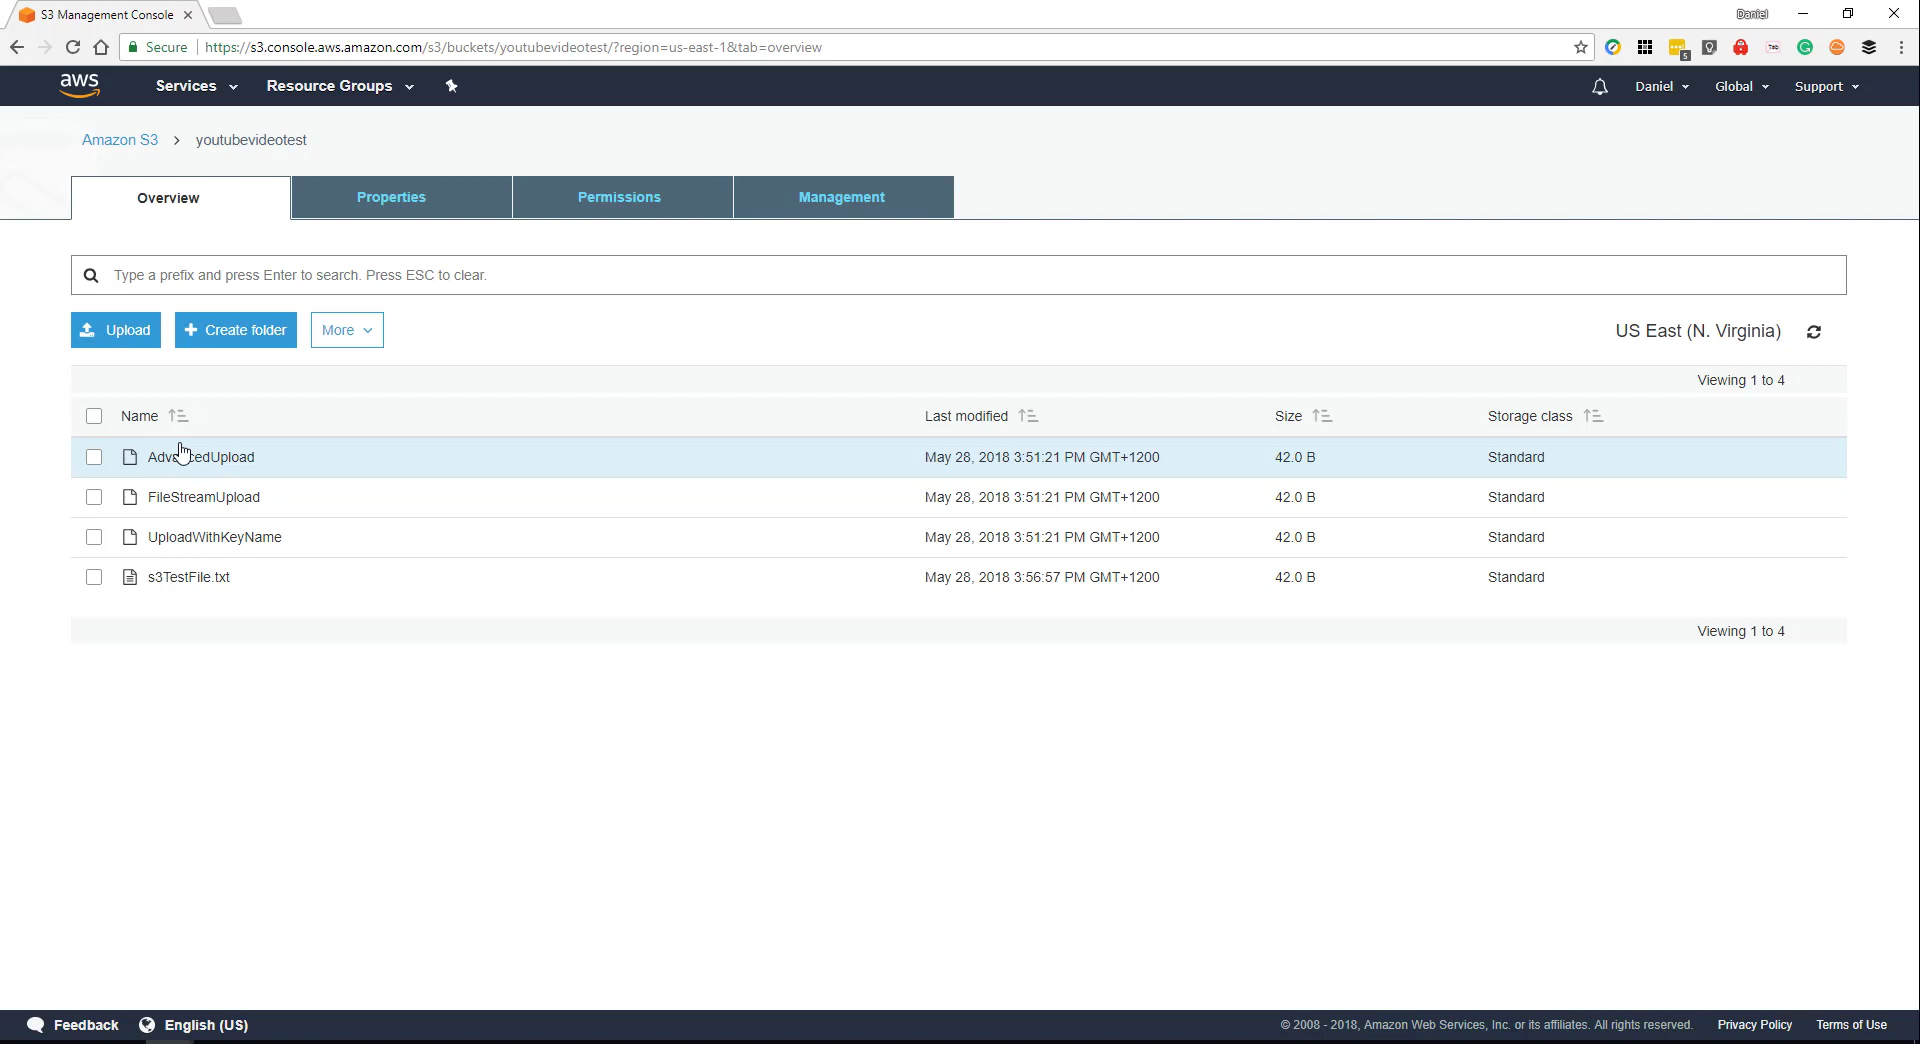 S3 Management Console
Daniel
Secure https://s3.console.aws.amazon.com/s3/buckets/youtubevideotest/?region=us-east-1&tab=overview
5
Tab
aws Services Resource Groups Daniel Global Support
Amazon S3 > youtubevideotest
Overview Properties Permissions Management
Type a prefix and press Enter to search. Press ESC to clear.
Upload + Create folder More US East (N. Virginia)
Viewing 1 to 4
Name Last modified Size Storage class
AdvancedUpload May 28, 2018 3:51:21 PM GMT+1200 42.0 B Standard
FileStreamUpload May 28, 2018 3:51:21 PM GMT+1200 42.0 B Standard
UploadWithKeyName May 28, 2018 3:51:21 PM GMT+1200 42.0 B Standard
s3TestFile.txt May 28, 2018 3:56:57 PM GMT+1200 42.0 B Standard
Viewing 1 to 4
Feedback English (US) © 2008 - 2018, Amazon Web Services, Inc. or its affiliates. All rights reserved. Privacy Policy Terms of Use